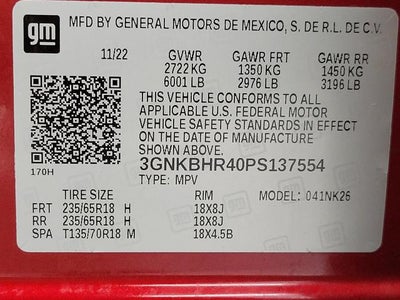 gm
MFD BY GENERAL MOTORS DE MEXICO, S. DE R.L. DE C.V.
11/22 GVWR GAWR FRT GAWR RR
2722 KG 1350 KG 1450 KG
6001 LB 2976 LB 3196 LB
THIS VEHICLE CONFORMS TO ALL
APPLICABLE U.S. FEDERAL MOTOR
VEHICLE SAFETY STANDARDS IN EFFECT
ON THE DATE OF MANUFACTURE
SHOWN ABOVE.
3GNKBHR40PS137554
170H TYPE: MPV
TIRE SIZE RIM MODEL: 041NK26
FRT 235/65R18 H 18X8J
RR 235/65R18 H 18X8J
SPA T135/70R18 M 18X4.5B